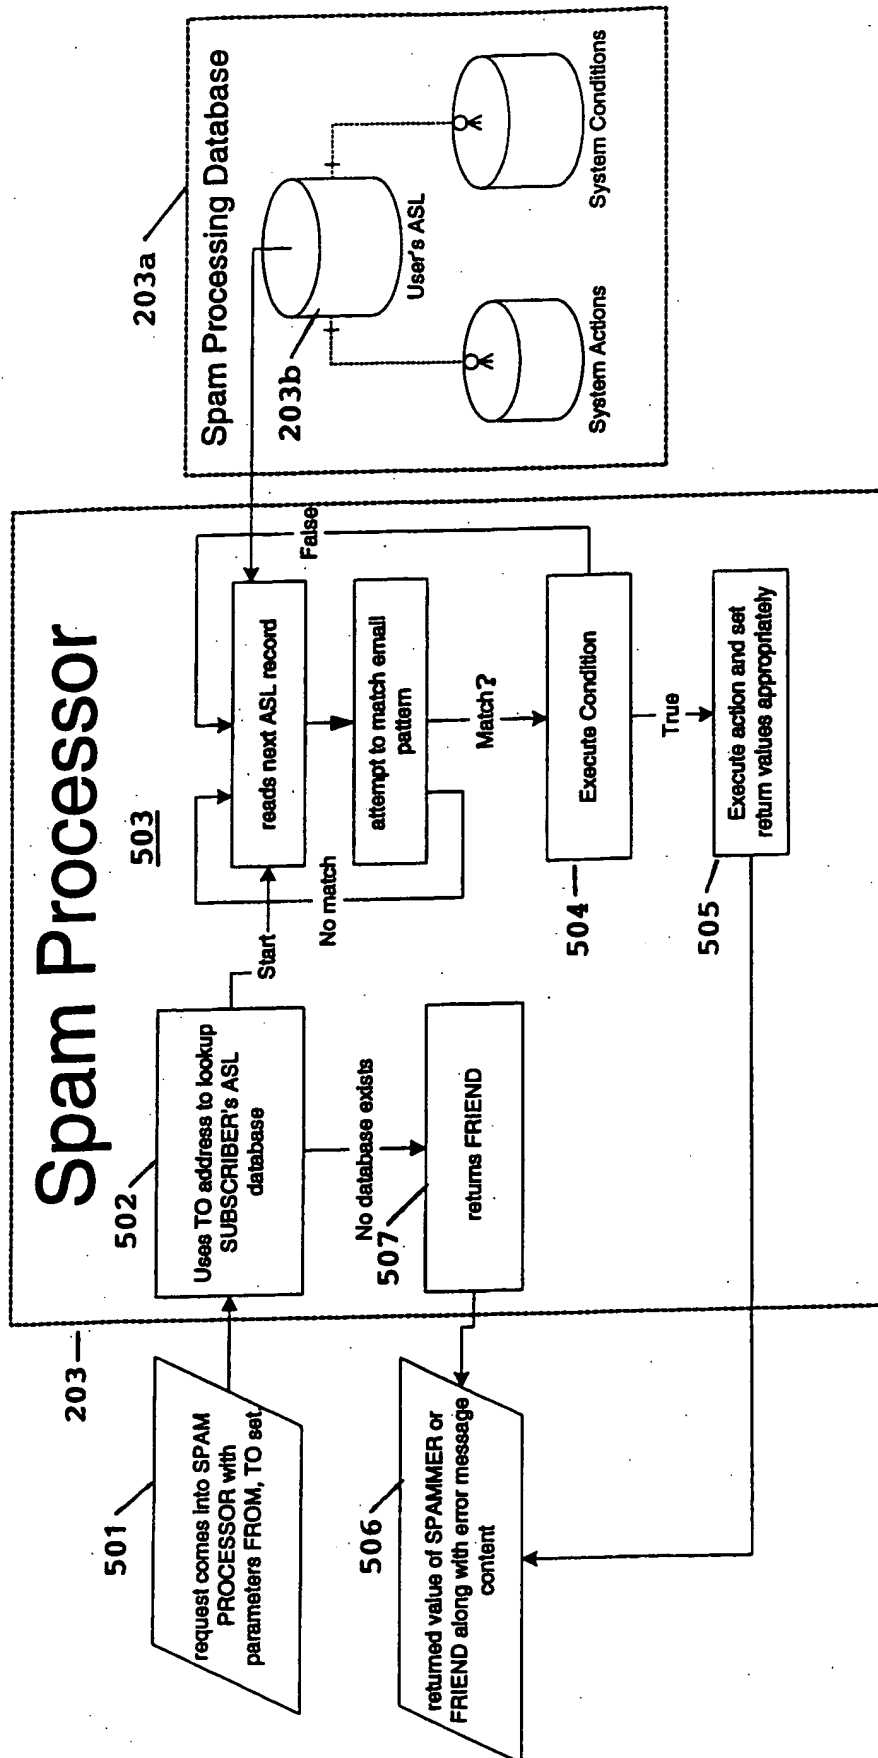 Spam Processor
203
501
request comes into SPAM
PROCESSOR with
parameters FROM, TO set.
502
Uses TO address to lookup
SUBSCRIBER's ASL
database
Start
No database exists
507
returns FRIEND
506
returned value of SPAMMER or
FRIEND along with error message
content
503
reads next ASL record
False
No match
attempt to match email
pattern
Match?
504
Execute Condition
True
505
Execute action and set
return values appropriately
203a
Spam Processing Database
203b
User's ASL
System Actions
System Conditions